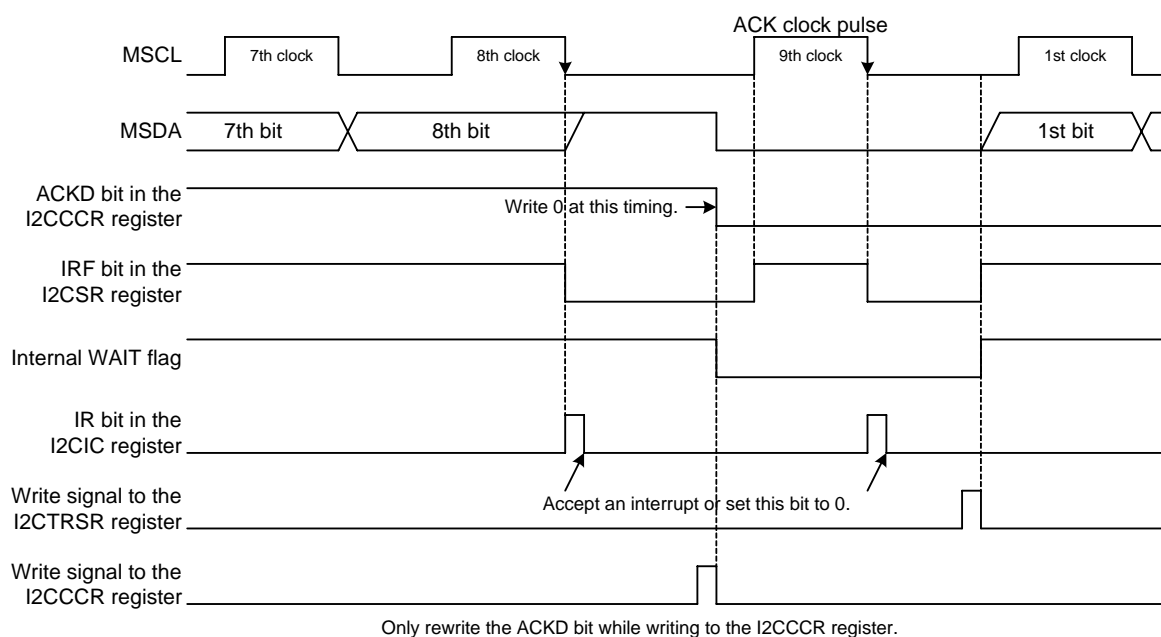 ACK clock pulse
MSCL
7th clock
8th clock
9th clock
1st clock
MSDA
7th bit
8th bit
1st bit
ACKD bit in the
I2CCCR register
Write 0 at this timing.
IRF bit in the
I2CSR register
Internal WAIT flag
IR bit in the
I2CIC register
Accept an interrupt or set this bit to 0.
Write signal to the
I2CTRSR register
Write signal to the
I2CCCR register
Only rewrite the ACKD bit while writing to the I2CCCR register.